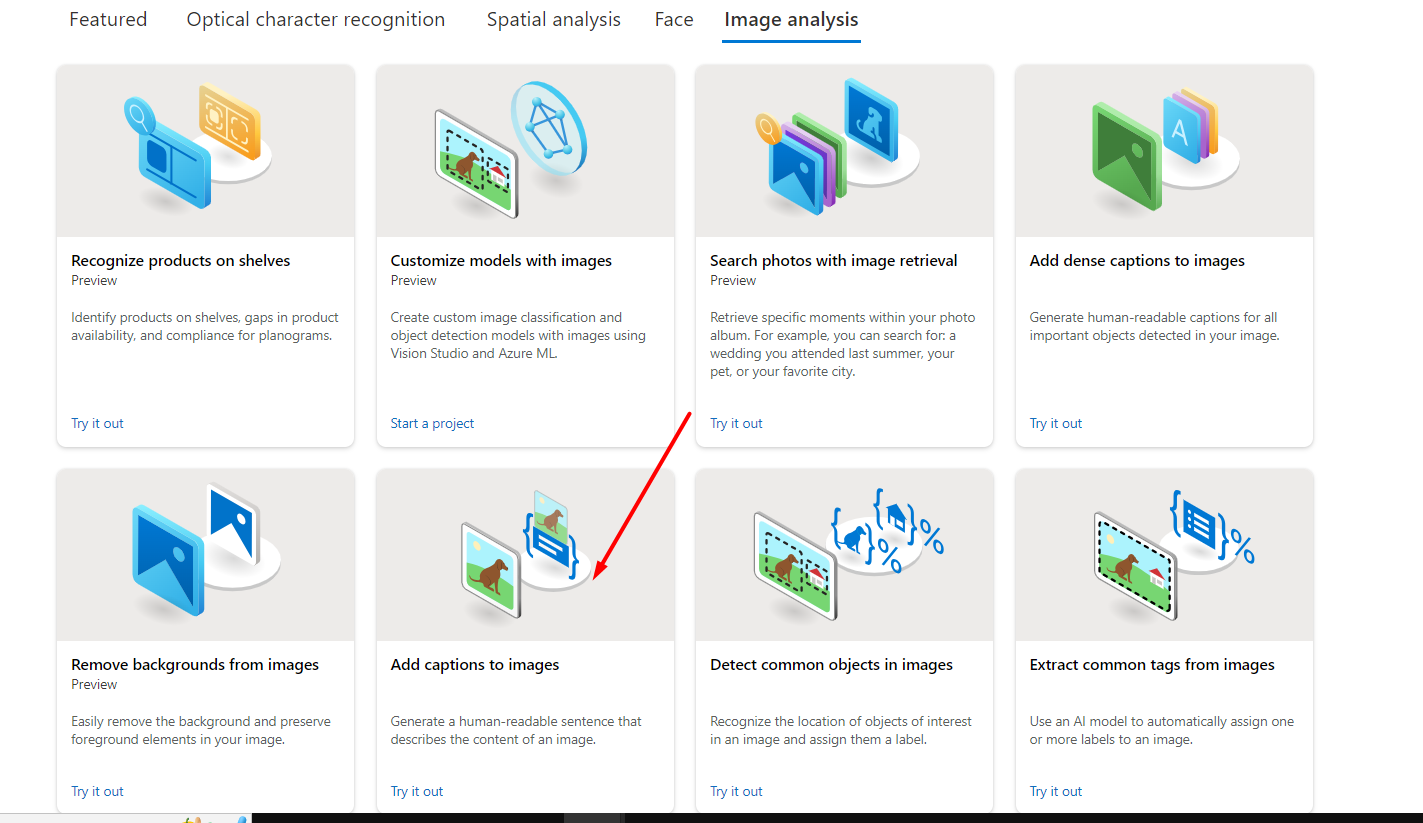 Featured
Optical character recognition
Spatial analysis
Face
Image analysis
Recognize products on shelves
Preview
Identify products on shelves, gaps in product
availability, and compliance for planograms.
Try it out
Customize models with images
Preview
Create custom image classification and
object detection models with images using
Vision Studio and Azure ML.
Start a project
Search photos with image retrieval
Preview
Retrieve specific moments within your photo
album. For example, you can search for: a
wedding you attended last summer, your
pet, or your favorite city.
Try it out
A
Add dense captions to images
Generate human-readable captions for all
important objects detected in your image.
Try it out
Remove backgrounds from images
Preview
Easily remove the background and preserve
foreground elements in your image.
Try it out
{ }
Add captions to images
Generate a human-readable sentence that
describes the content of an image.
Try it out
{ }%
{ }%
Detect common objects in images
Recognize the location of objects of interest
in an image and assign them a label.
Try it out
{ }%
Extract common tags from images
Use an AI model to automatically assign one
or more labels to an image.
Try it out